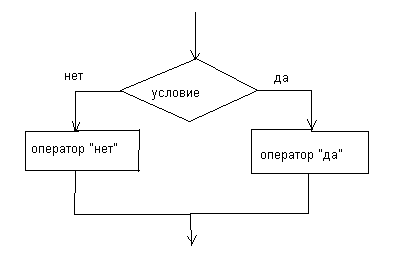 нет
да
условие
оператор "нет"
оператор "да"